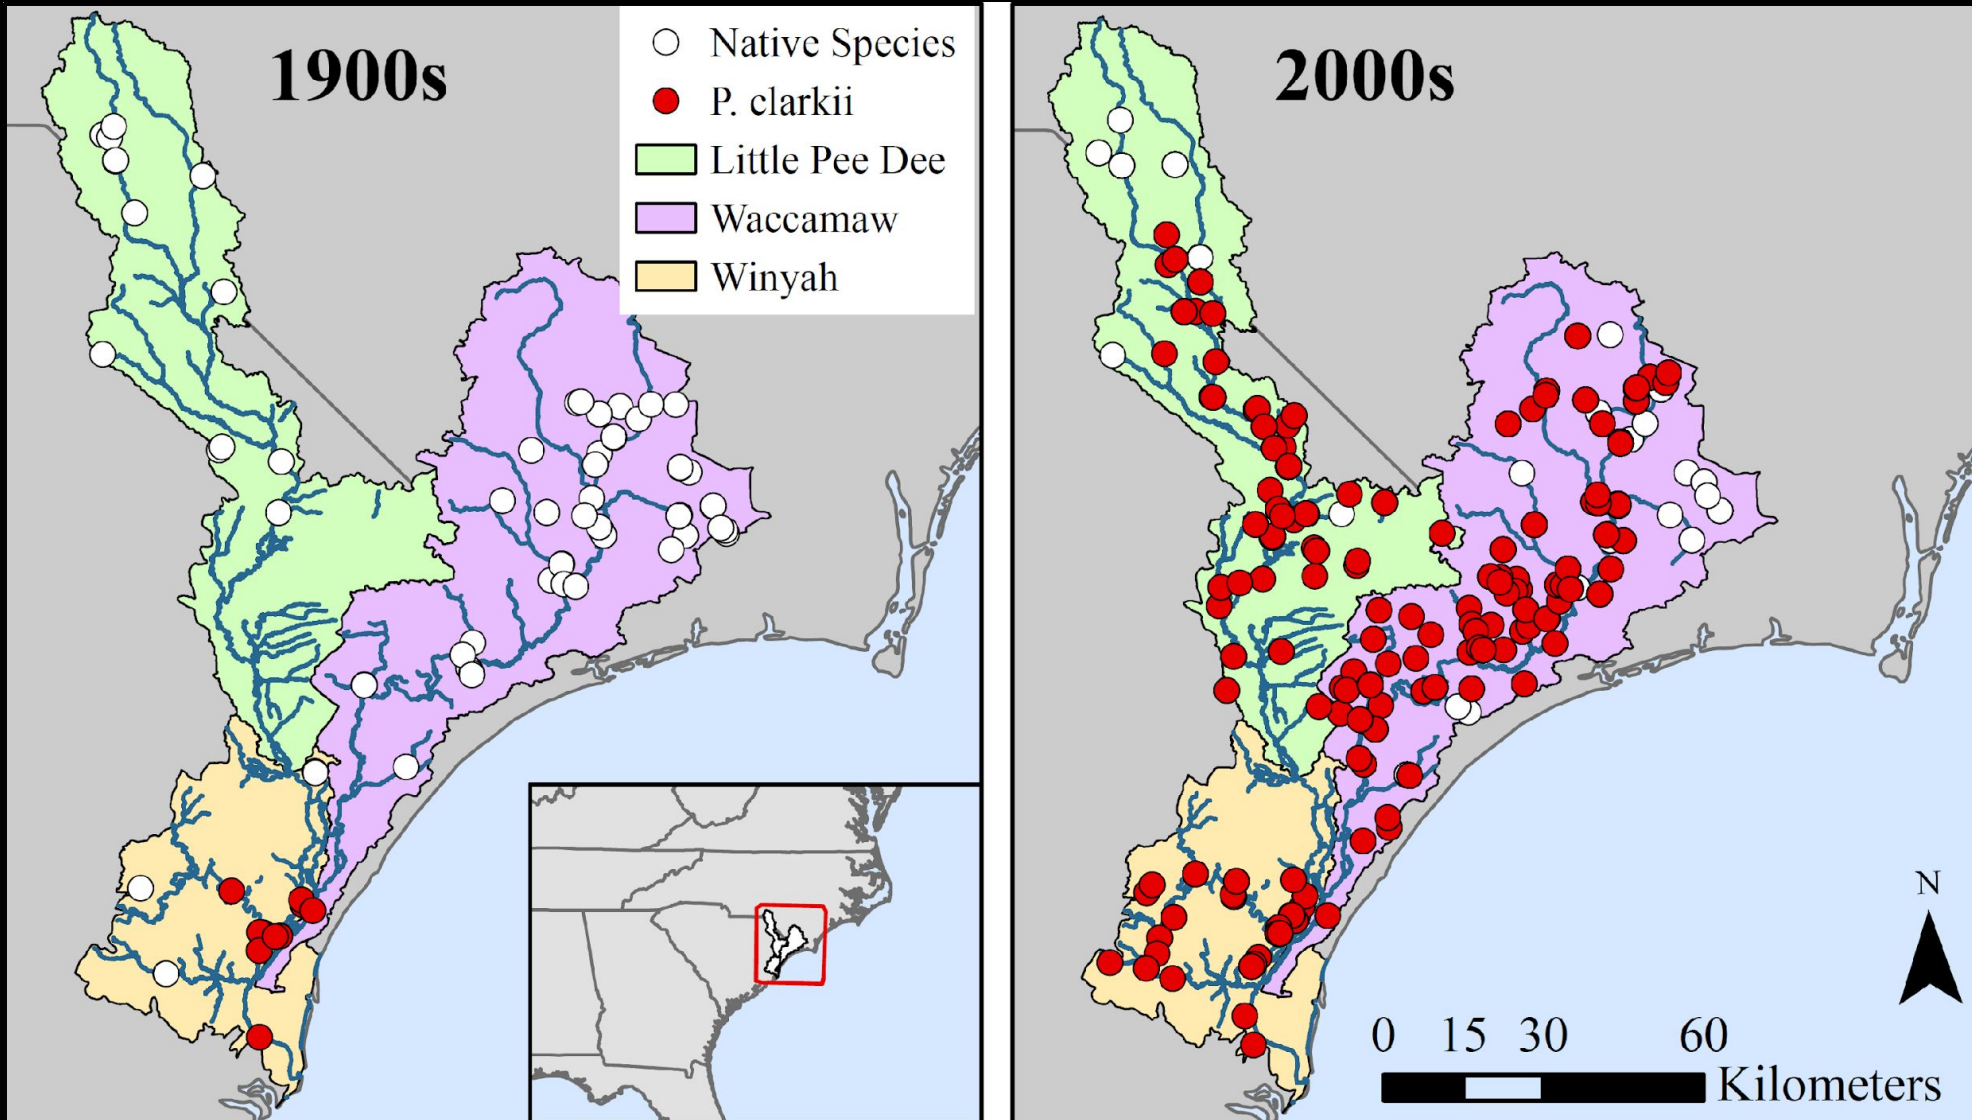 1900s
Native Species
P. clarkii
Little Pee Dee
Waccamaw
Winyah
2000s
N
0 15 30 60
Kilometers